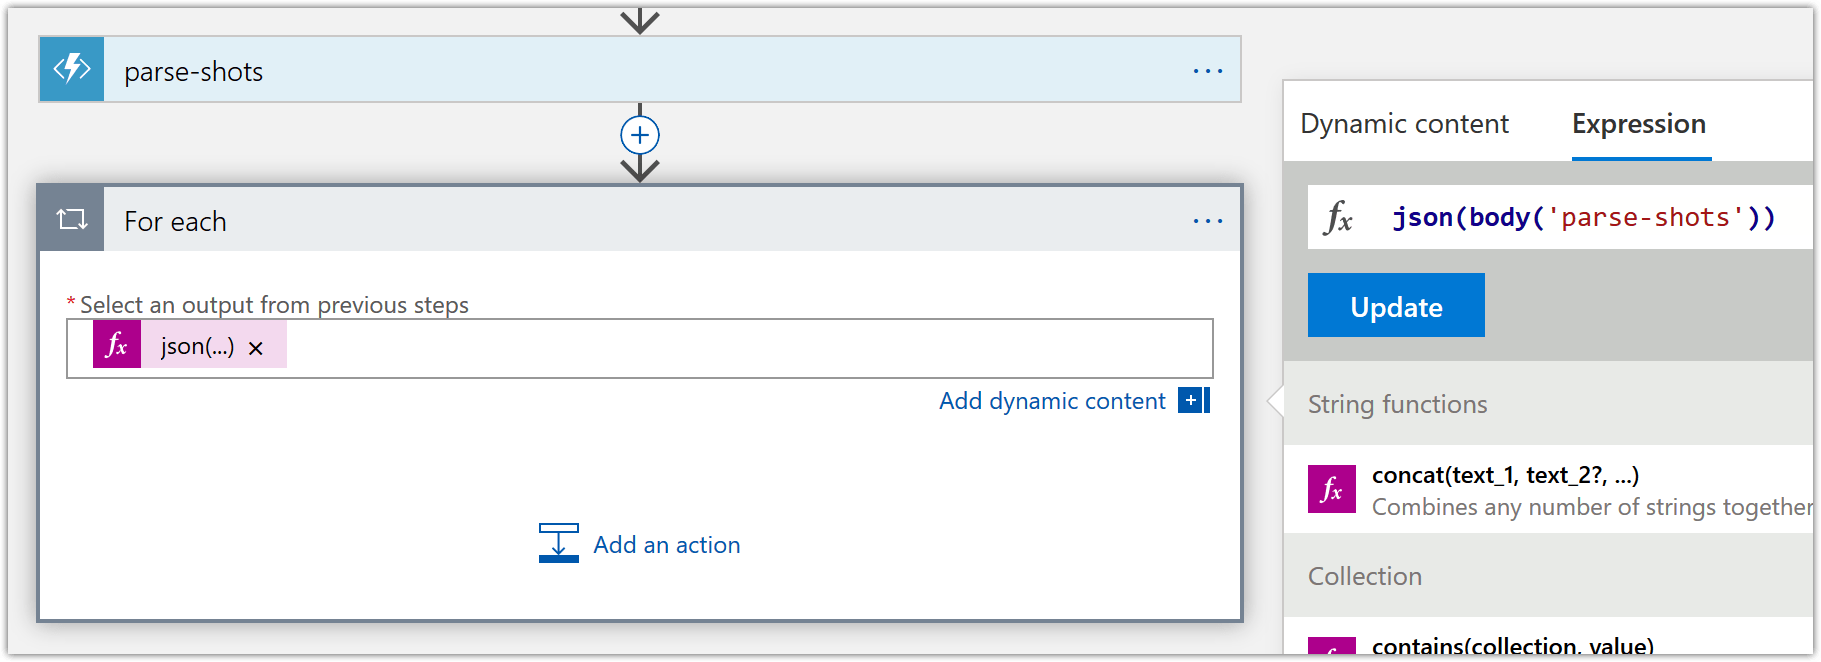 parse-shots
For each
* Select an output from previous steps
fx json(...) ×
Add dynamic content
Add an action
Dynamic content Expression
fx json(body('parse-shots'))
Update
String functions
fx concat(text_1, text_2?, ...)
Combines any number of strings together
Collection
fx contains(collection, value)